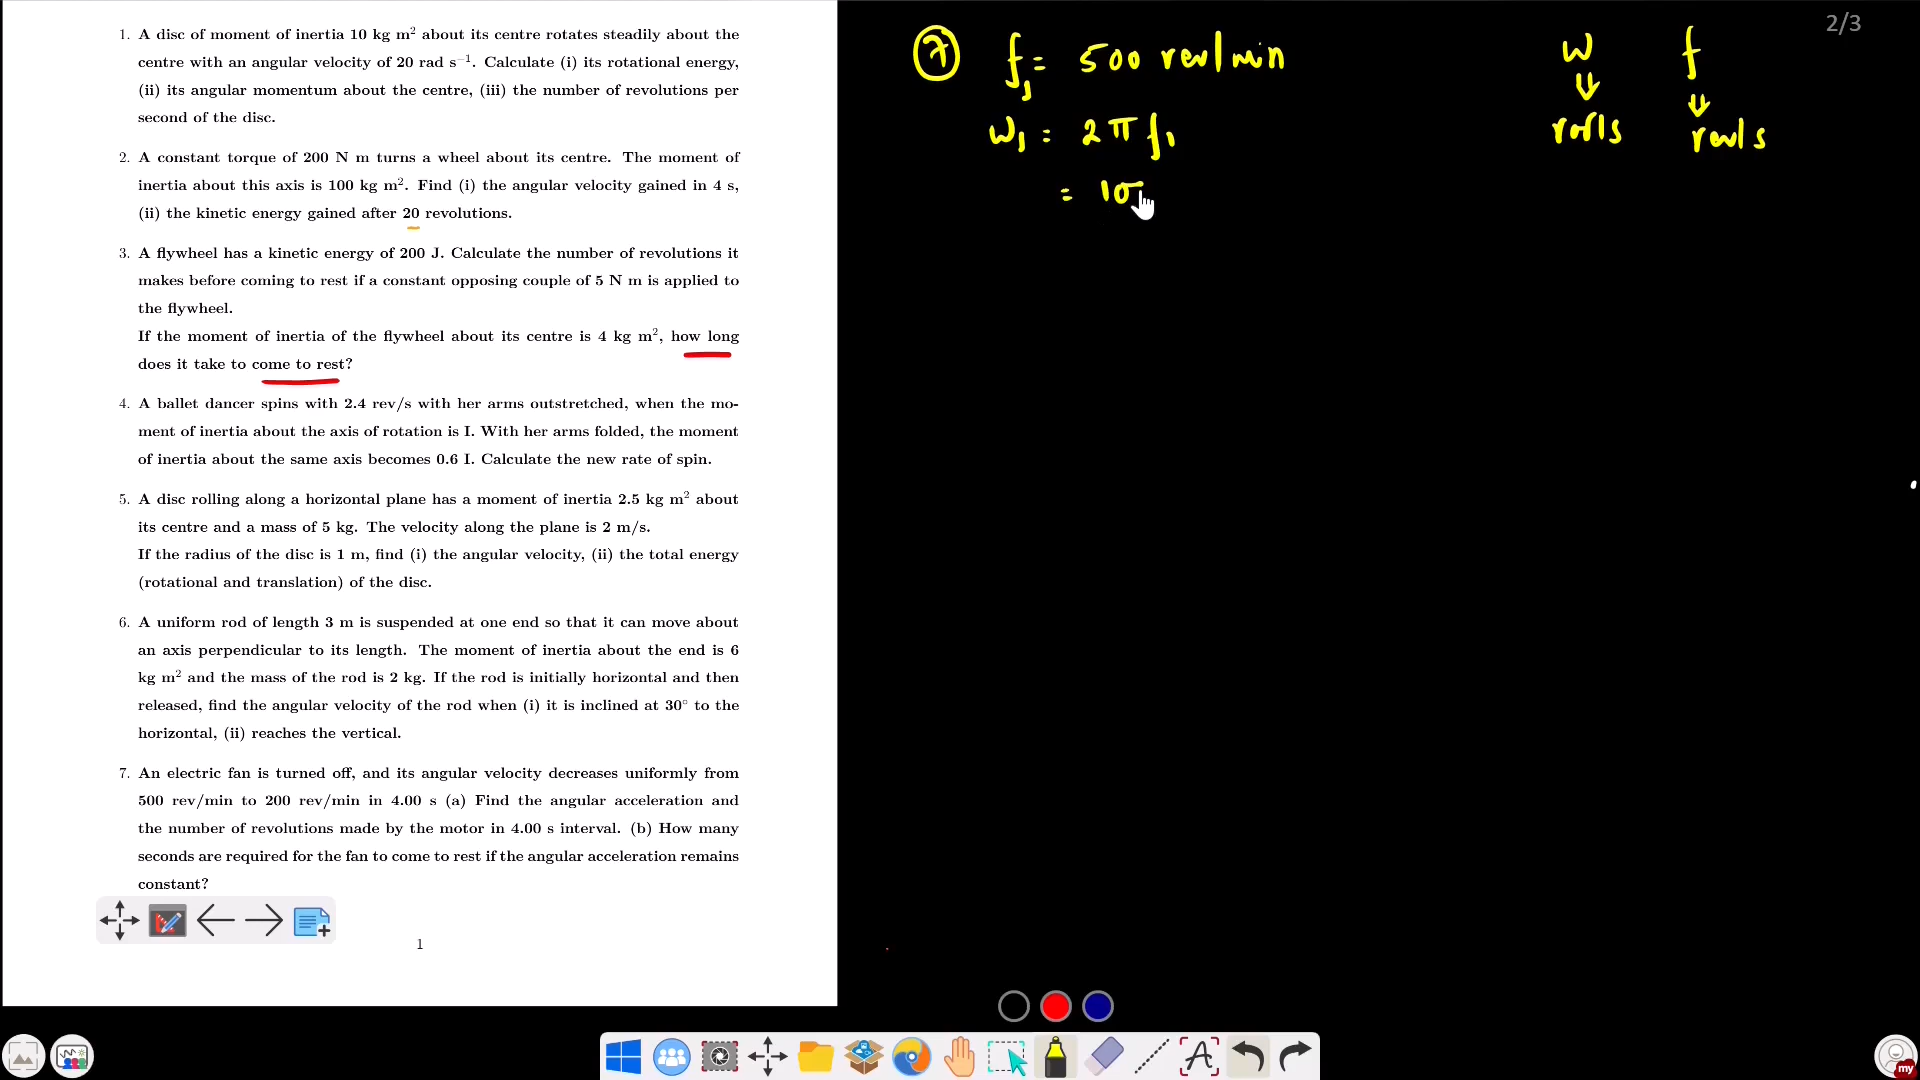 1. A disc of moment of inertia 10 kg m² about its centre rotates steadily about the
centre with an angular velocity of 20 rad s⁻¹. Calculate (i) its rotational energy,
(ii) its angular momentum about the centre, (iii) the number of revolutions per
second of the disc.
2. A constant torque of 200 N m turns a wheel about its centre. The moment of
inertia about this axis is 100 kg m². Find (i) the angular velocity gained in 4 s,
(ii) the kinetic energy gained after 20 revolutions.
3. A flywheel has a kinetic energy of 200 J. Calculate the number of revolutions it
makes before coming to rest if a constant opposing couple of 5 N m is applied to
the flywheel.
If the moment of inertia of the flywheel about its centre is 4 kg m², how long
does it take to come to rest?
4. A ballet dancer spins with 2.4 rev/s with her arms outstretched, when the mo-
ment of inertia about the axis of rotation is I. With her arms folded, the moment
of inertia about the same axis becomes 0.6 I. Calculate the new rate of spin.
5. A disc rolling along a horizontal plane has a moment of inertia 2.5 kg m² about
its centre and a mass of 5 kg. The velocity along the plane is 2 m/s.
If the radius of the disc is 1 m, find (i) the angular velocity, (ii) the total energy
(rotational and translation) of the disc.
6. A uniform rod of length 3 m is suspended at one end so that it can move about
an axis perpendicular to its length. The moment of inertia about the end is 6
kg m² and the mass of the rod is 2 kg. If the rod is initially horizontal and then
released, find the angular velocity of the rod when (i) it is inclined at 30° to the
horizontal, (ii) reaches the vertical.
7. An electric fan is turned off, and its angular velocity decreases uniformly from
500 rev/min to 200 rev/min in 4.00 s (a) Find the angular acceleration and
the number of revolutions made by the motor in 4.00 s interval. (b) How many
seconds are required for the fan to come to rest if the angular acceleration remains
constant?
1
2/3
7 f₁ = 500 rev/min
ω₁ = 2π f₁
= 10
ω f
rad/s rev/s
my